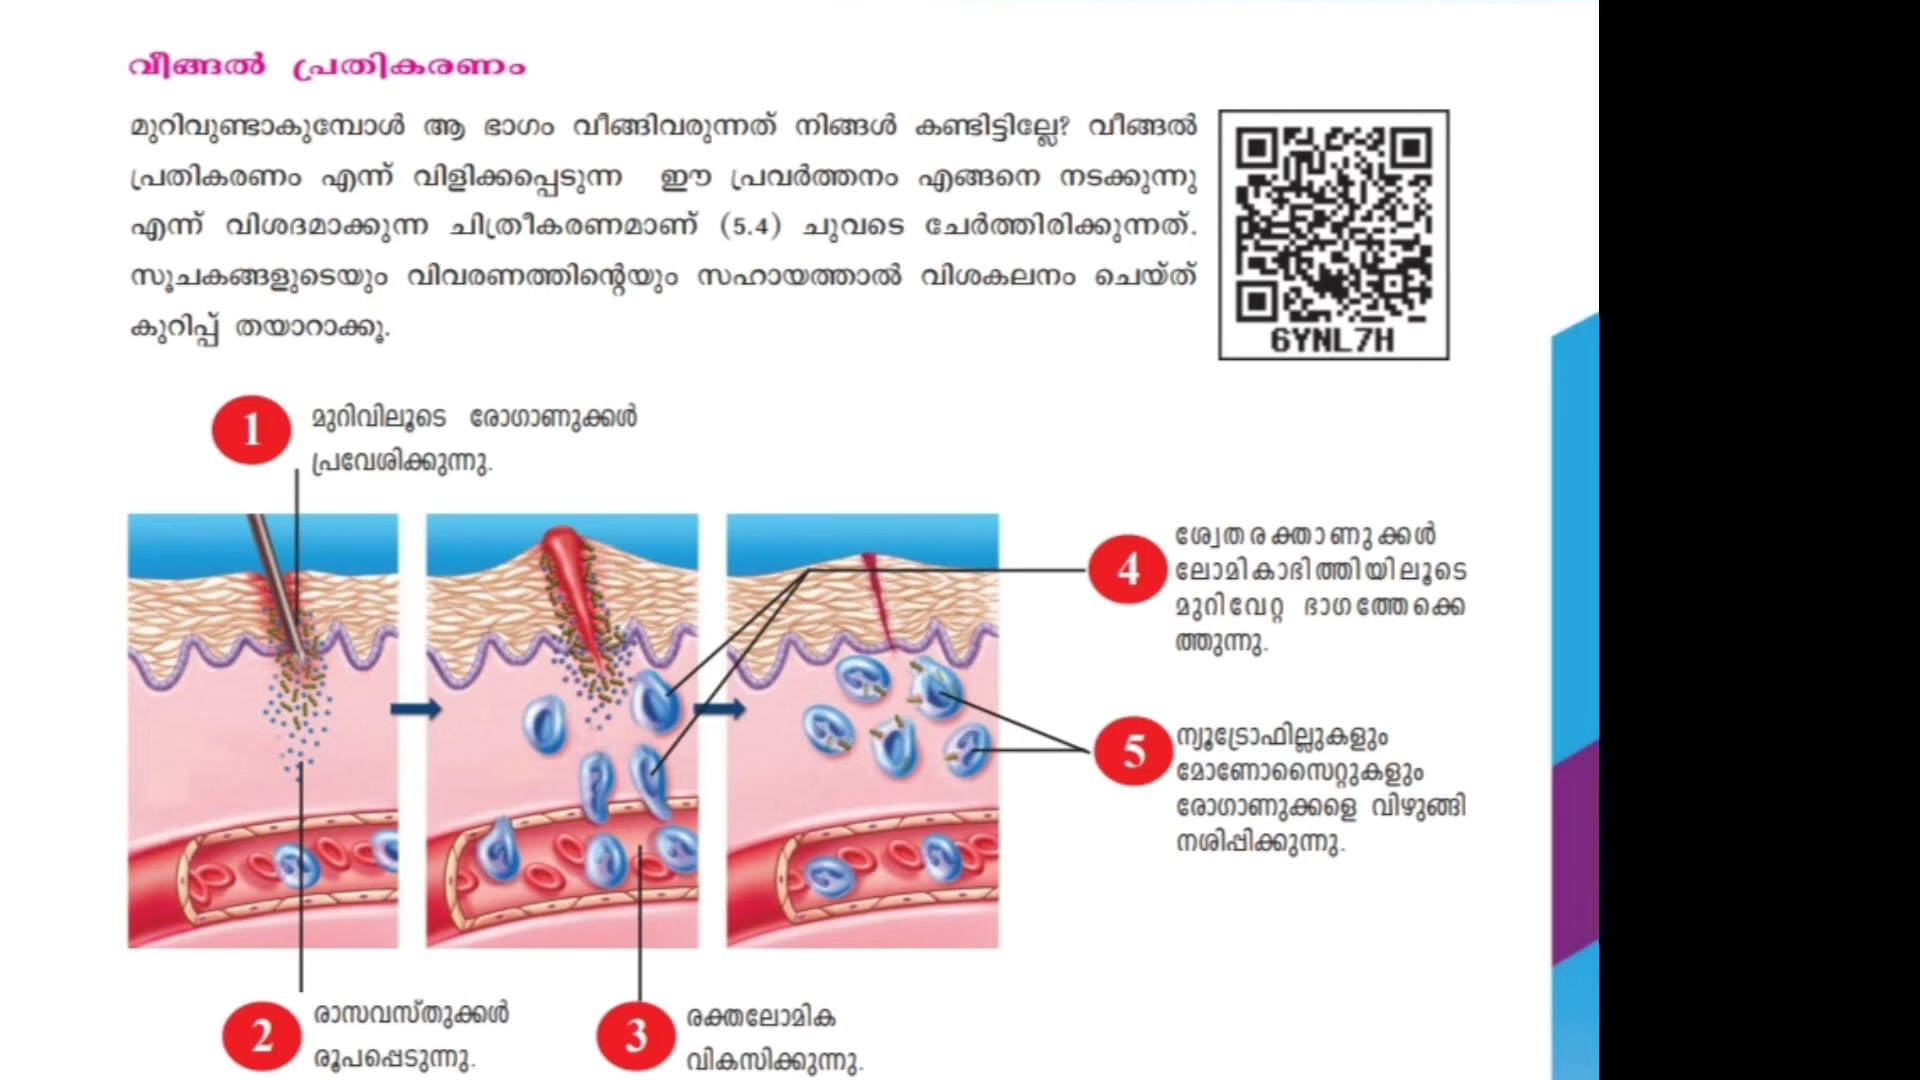 വീങ്ങൽ പ്രതികരണം
മുറിവുണ്ടാകുമ്പോൾ ആ ഭാഗം വീങ്ങിവരുന്നത് നിങ്ങൾ കണ്ടിട്ടില്ലേ? വീങ്ങൽ
പ്രതികരണം എന്ന് വിളിക്കപ്പെടുന്ന ഈ പ്രവർത്തനം എങ്ങനെ നടക്കുന്നു
എന്ന് വിശദമാക്കുന്ന ചിത്രീകരണമാണ് (5.4) ചുവടെ ചേർത്തിരിക്കുന്നത്.
സൂചകങ്ങളുടെയും വിവരണത്തിന്റെയും സഹായത്താൽ വിശകലനം ചെയ്ത്
കുറിപ്പ് തയാറാക്കൂ.
6YNL7H
1
മുറിവിലൂടെ രോഗാണുക്കൾ
പ്രവേശിക്കുന്നു.
4
ശ്വേതരക്താണുക്കൾ
ലോമികാഭിത്തിയിലൂടെ
മുറിവേറ്റ ഭാഗത്തേക്കെ
ത്തുന്നു.
5
ന്യൂട്രോഫില്ലുകളും
മോണോസൈറ്റുകളും
രോഗാണുക്കളെ വിഴുങ്ങി
നശിപ്പിക്കുന്നു.
2
രാസവസ്തുക്കൾ
രൂപപ്പെടുന്നു.
3
രക്തലോമിക
വികസിക്കുന്നു.